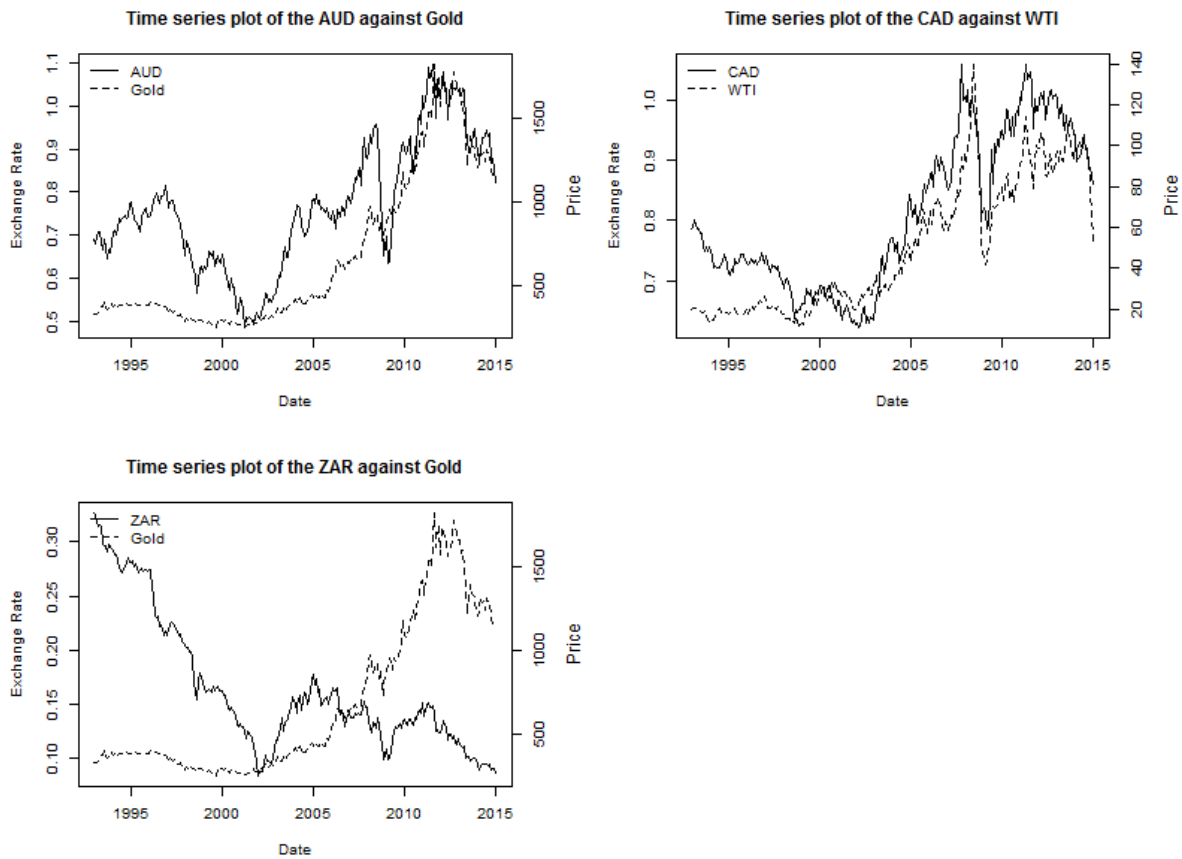 Time series plot of the AUD against Gold
AUD
Gold
Exchange Rate
1.1
1.0
0.9
0.8
0.7
0.6
0.5
1500
1000
500
Price
1995 2000 2005 2010 2015
Date
Time series plot of the CAD against WTI
CAD
WTI
Exchange Rate
1.0
0.9
0.8
0.7
140
120
100
80
60
40
20
Price
1995 2000 2005 2010 2015
Date
Time series plot of the ZAR against Gold
ZAR
Gold
Exchange Rate
0.30
0.25
0.20
0.15
0.10
1500
1000
500
Price
1995 2000 2005 2010 2015
Date